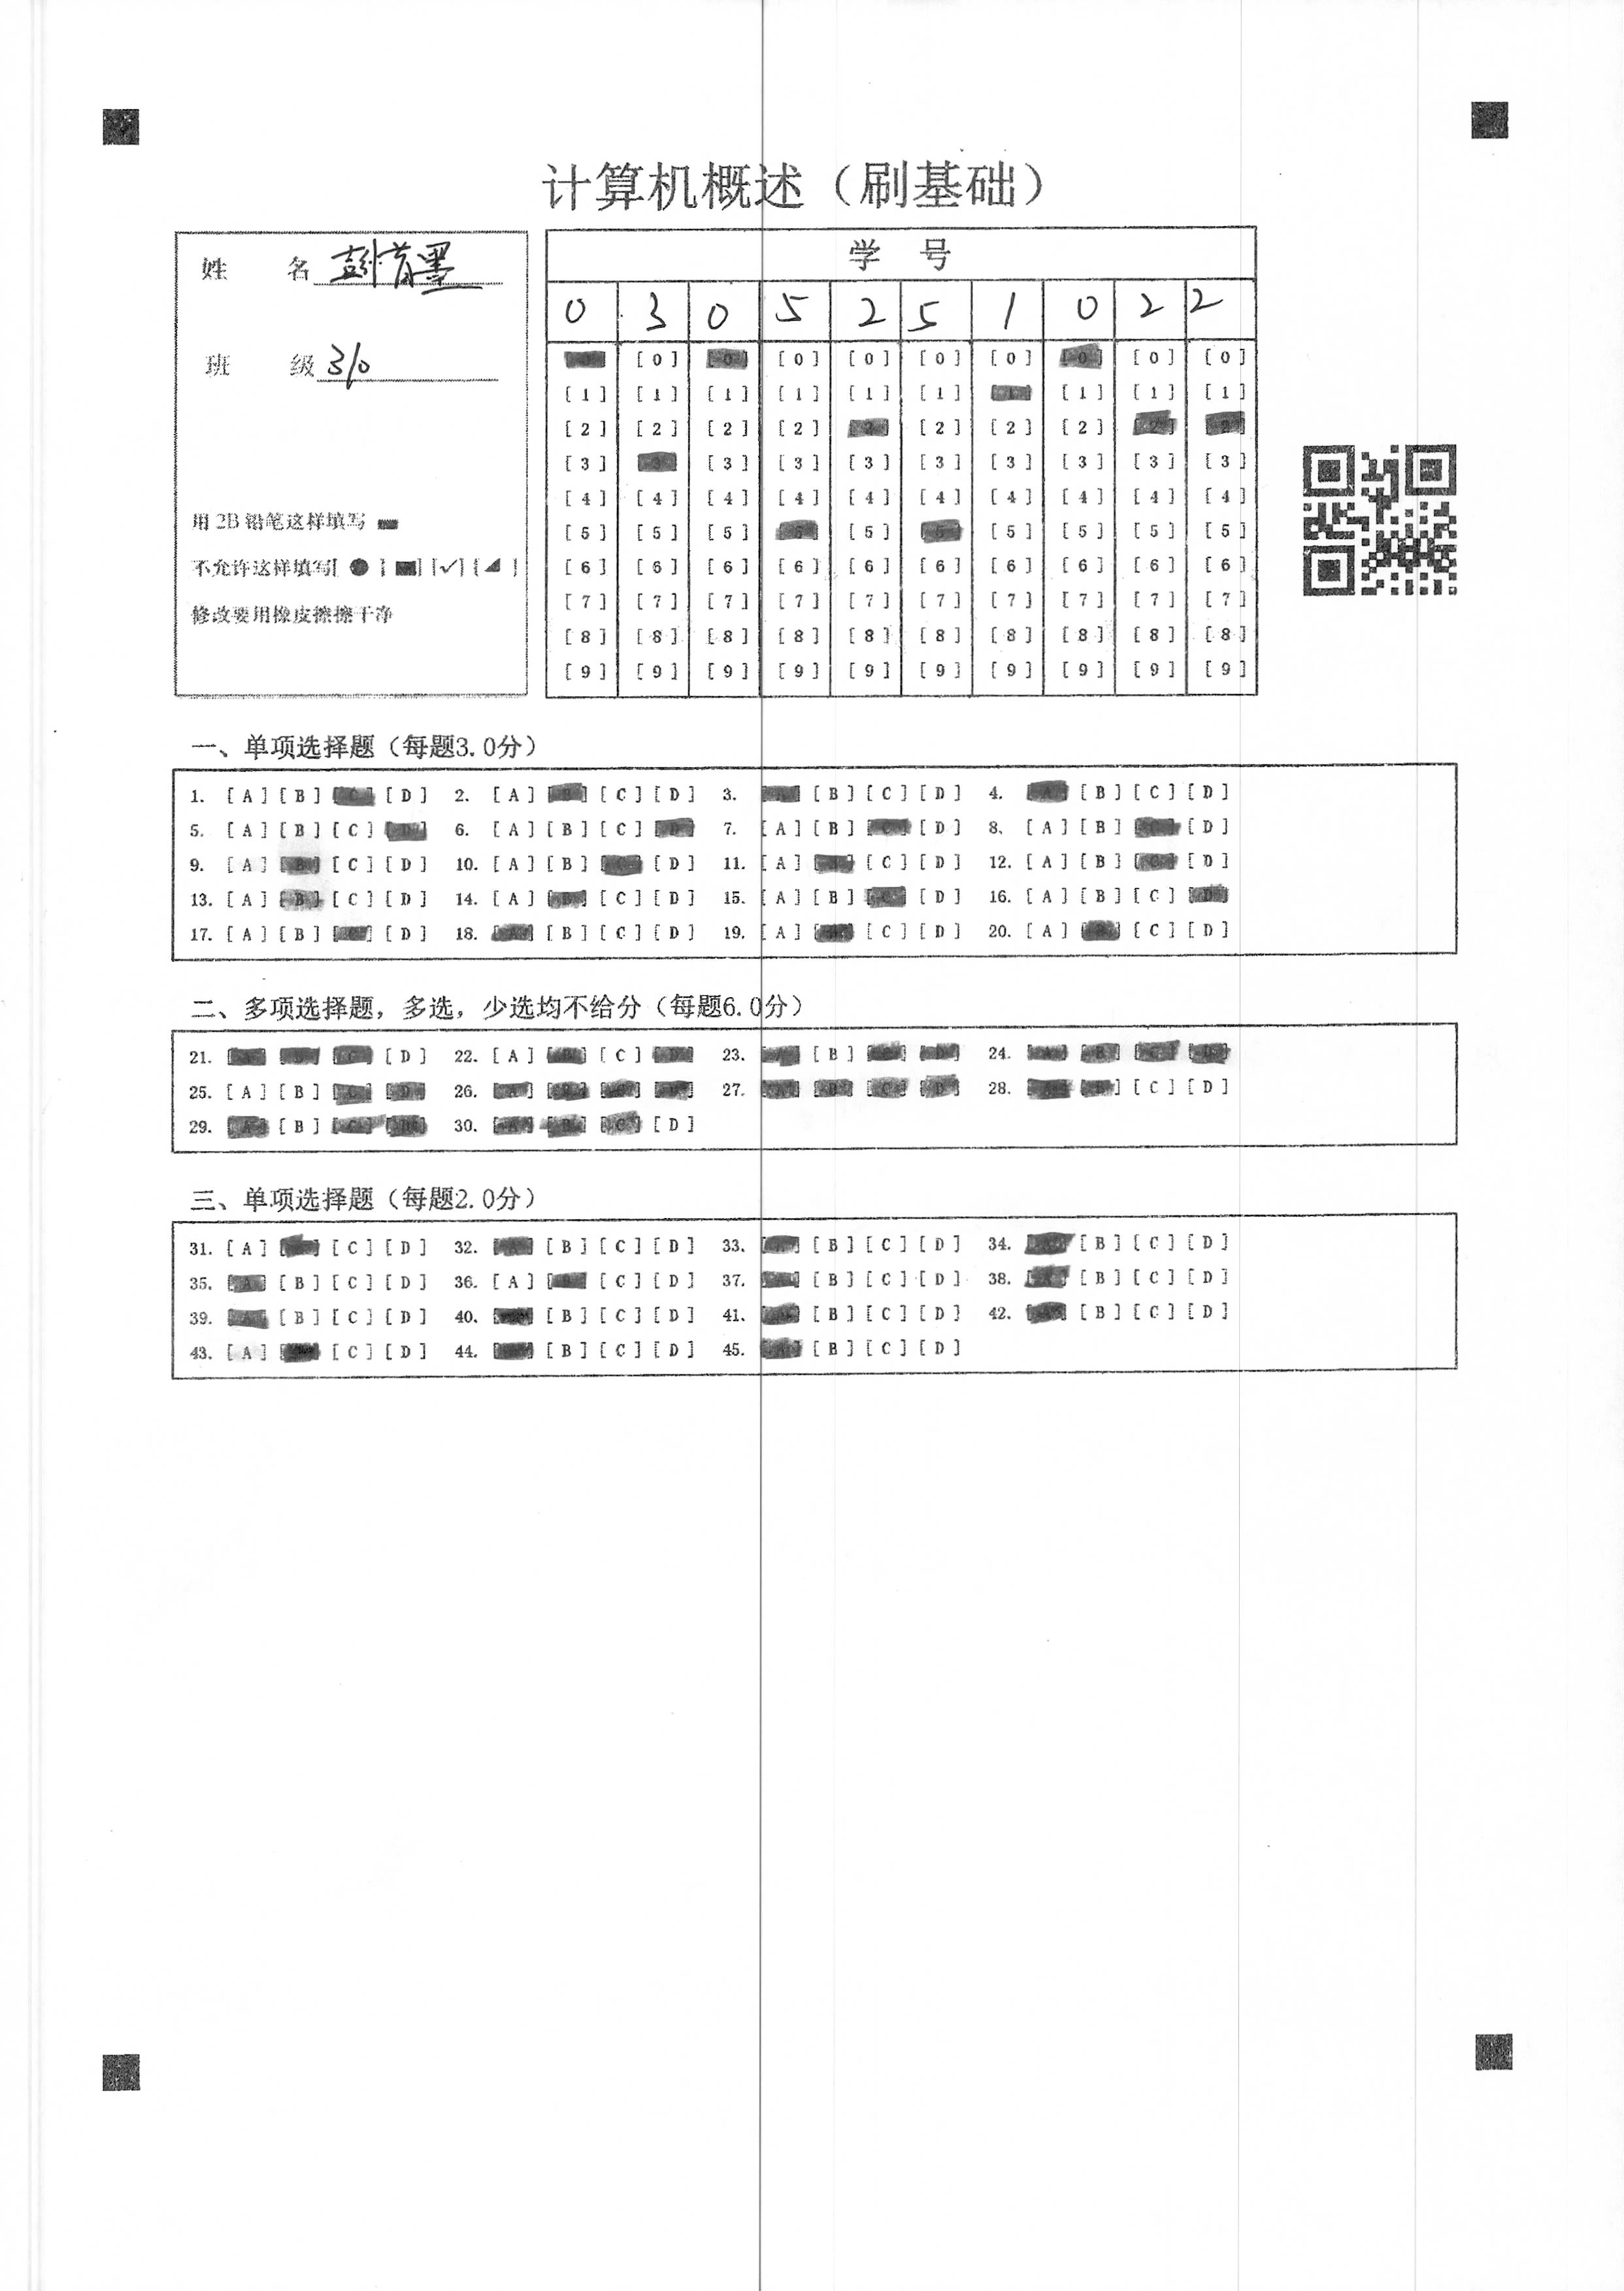 计算机概述（刷基础）
姓 名 彭 墨
班 级 310
用 2B 铅笔这样填写
不允许这样填写[ ● ] [■] [✓] [◢]
修改要用橡皮擦擦干净
学 号
0 3 0 5 2 5 1 0 2 2
[0] [0] [0] [0] [0] [0] [0] [0]
[1] [1] [1] [1] [1] [1] [1] [1] [1]
[2] [2] [2] [2] [2] [2] [2] [2] [2] [2]
[3] [3] [3] [3] [3] [3] [3] [3] [3] [3]
[4] [4] [4] [4] [4] [4] [4] [4] [4] [4]
[5] [5] [5] [5] [5] [5] [5] [5] [5] [5]
[6] [6] [6] [6] [6] [6] [6] [6] [6] [6]
[7] [7] [7] [7] [7] [7] [7] [7] [7] [7]
[8] [8] [8] [8] [8] [8] [8] [8] [8] [8]
[9] [9] [9] [9] [9] [9] [9] [9] [9] [9]
一、单项选择题（每题3.0分）
1. [A] [B] [C] [D] 2. [A] [B] [C] [D] 3. [A] [B] [C] [D] 4. [A] [B] [C] [D]
5. [A] [B] [C] [D] 6. [A] [B] [C] [D] 7. [A] [B] [C] [D] 8. [A] [B] [C] [D]
9. [A] [B] [C] [D] 10. [A] [B] [C] [D] 11. [A] [B] [C] [D] 12. [A] [B] [C] [D]
13. [A] [B] [C] [D] 14. [A] [B] [C] [D] 15. [A] [B] [C] [D] 16. [A] [B] [C] [D]
17. [A] [B] [C] [D] 18. [A] [B] [C] [D] 19. [A] [B] [C] [D] 20. [A] [B] [C] [D]
二、多项选择题，多选，少选均不给分（每题6.0分）
21. [A] [B] [C] [D] 22. [A] [B] [C] [D] 23. [A] [B] [C] [D] 24. [A] [B] [C] [D]
25. [A] [B] [C] [D] 26. [A] [B] [C] [D] 27. [A] [B] [C] [D] 28. [A] [B] [C] [D]
29. [A] [B] [C] [D] 30. [A] [B] [C] [D]
三、单项选择题（每题2.0分）
31. [A] [C] [D] 32. [A] [B] [C] [D] 33. [A] [B] [C] [D] 34. [A] [B] [C] [D]
35. [A] [B] [C] [D] 36. [A] [B] [C] [D] 37. [A] [B] [C] [D] 38. [A] [B] [C] [D]
39. [A] [B] [C] [D] 40. [B] [C] [D] 41. [A] [B] [C] [D] 42. [A] [B] [C] [D]
43. [A] [C] [D] 44. [B] [C] [D] 45. [A] [B] [C] [D]